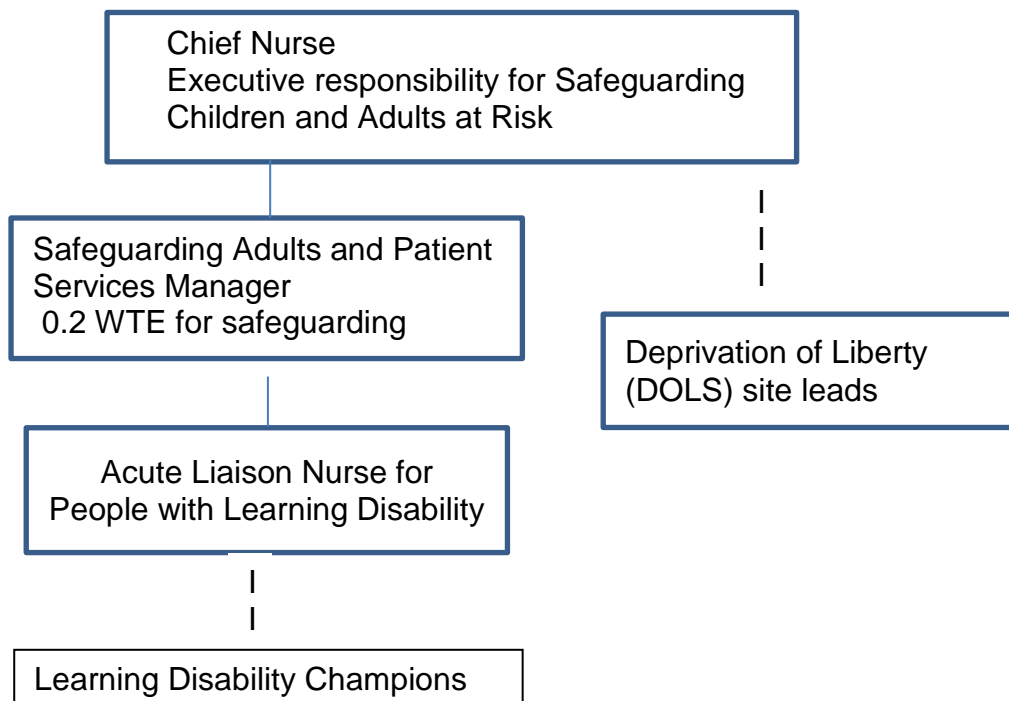 Chief Nurse
Executive responsibility for Safeguarding
Children and Adults at Risk
Safeguarding Adults and Patient
Services Manager
0.2 WTE for safeguarding
Deprivation of Liberty
(DOLS) site leads
Acute Liaison Nurse for
People with Learning Disability
Learning Disability Champions